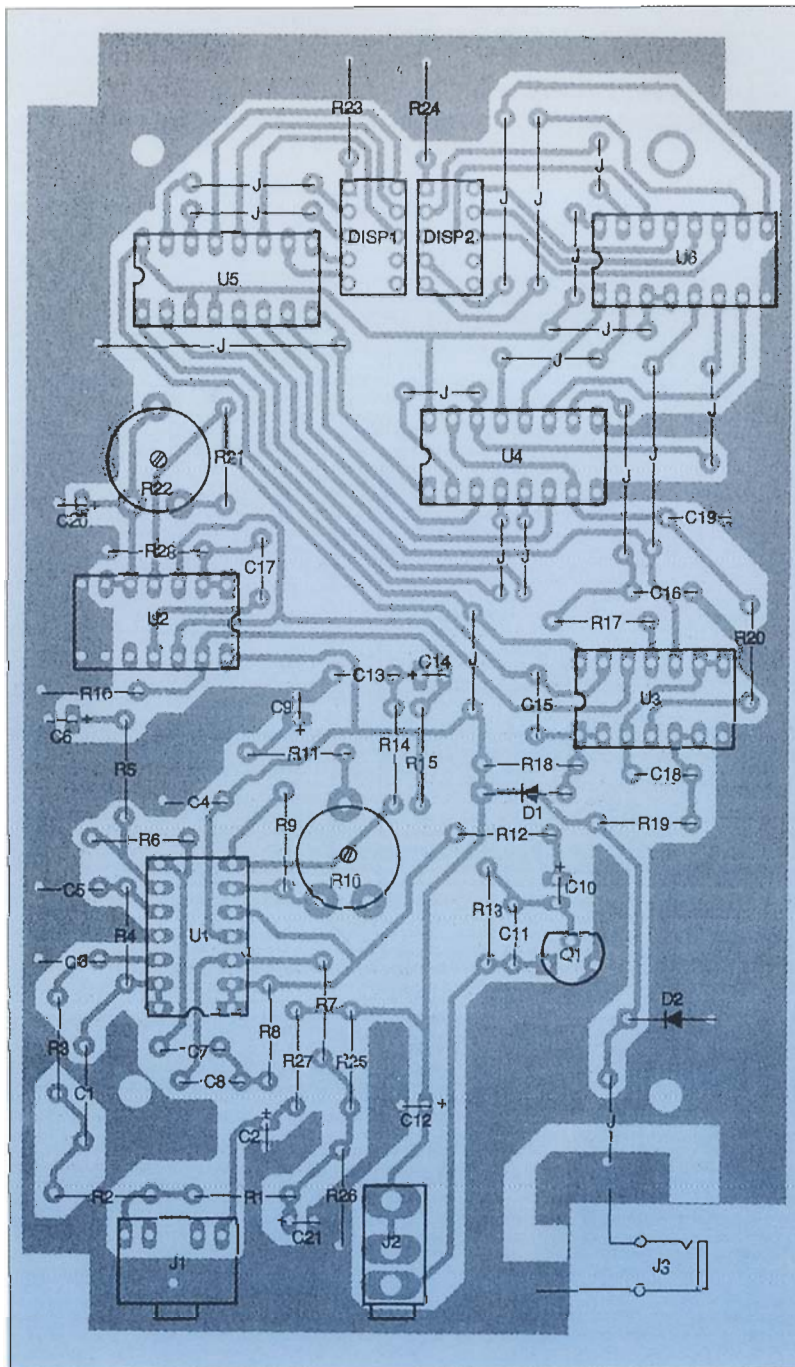 R23
R24
J
J
J
J
J
J
DISP1
DISP2
U5
U6
J
J
J
J
J
J
J
J
U4
R21
R22
C20
+
C19
R28
C17
J
J
U2
C16
R17
R20
J
C14
C13
+
R16
C15
U3
C9
+
C6
+
R14
R15
R5
R11
R18
C18
D1
C4
R9
R12
R19
R6
R10
+
C10
C5
R13
R4
U1
C11
Q1
C3
R7
D2
R3
R8
R27
R25
C7
C1
C8
+
C2
C12
+
J
R2
R1
R26
+
C21
J1
J2
J3